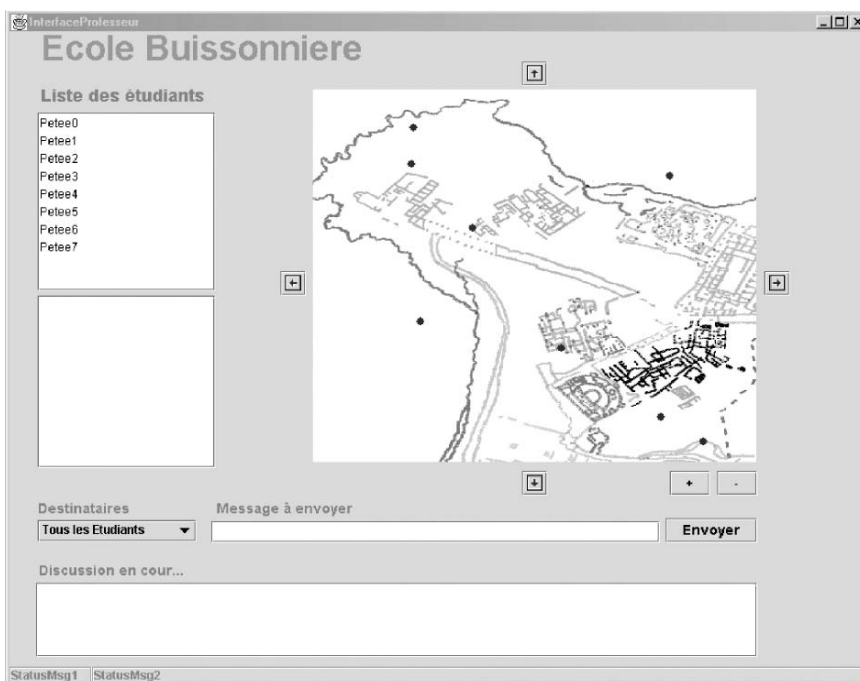 InterfaceProfesseur
Ecole Buissonniere
Liste des étudiants
Petee0
Petee1
Petee2
Petee3
Petee4
Petee5
Petee6
Petee7
+ -
Destinataires Message à envoyer
Tous les Etudiants Envoyer
Discussion en cour...
StatusMsg1 StatusMsg2